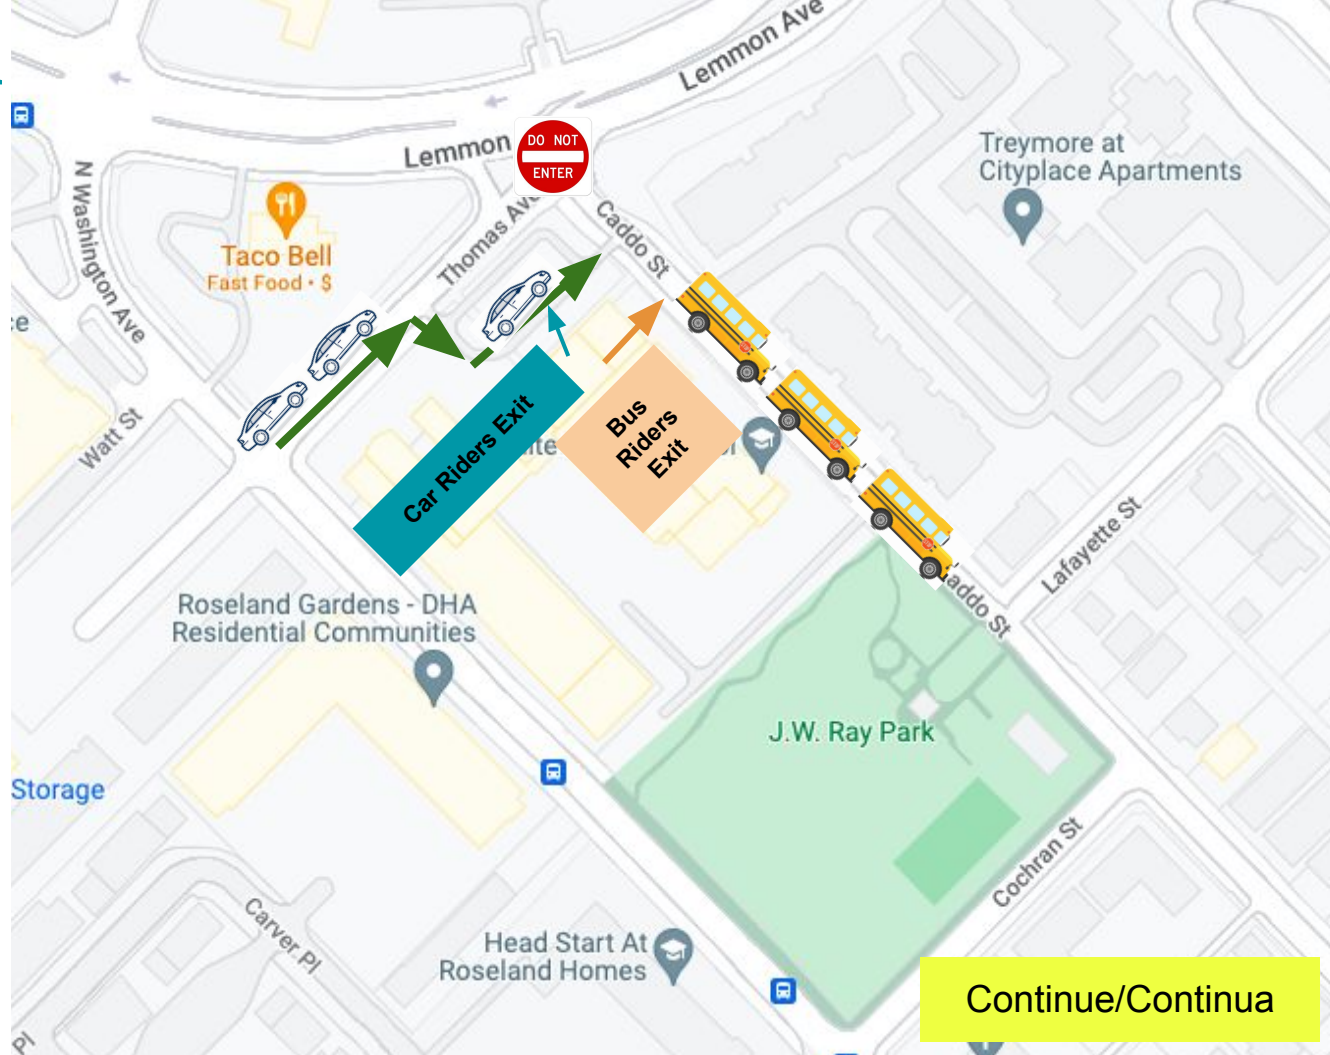 Lemmon Ave
Lemmon
DO NOT
ENTER
Treymore at
Cityplace Apartments
N Washington Ave
Thomas Ave
Caddo St
Taco Bell
Fast Food • $
Watt St
Car Riders Exit
Bus
Riders
Exit
Lafayette St
addo St
Roseland Gardens - DHA
Residential Communities
J.W. Ray Park
Storage
Cochran St
Carver Pl
Head Start At
Roseland Homes
Continue/Continua
Pl